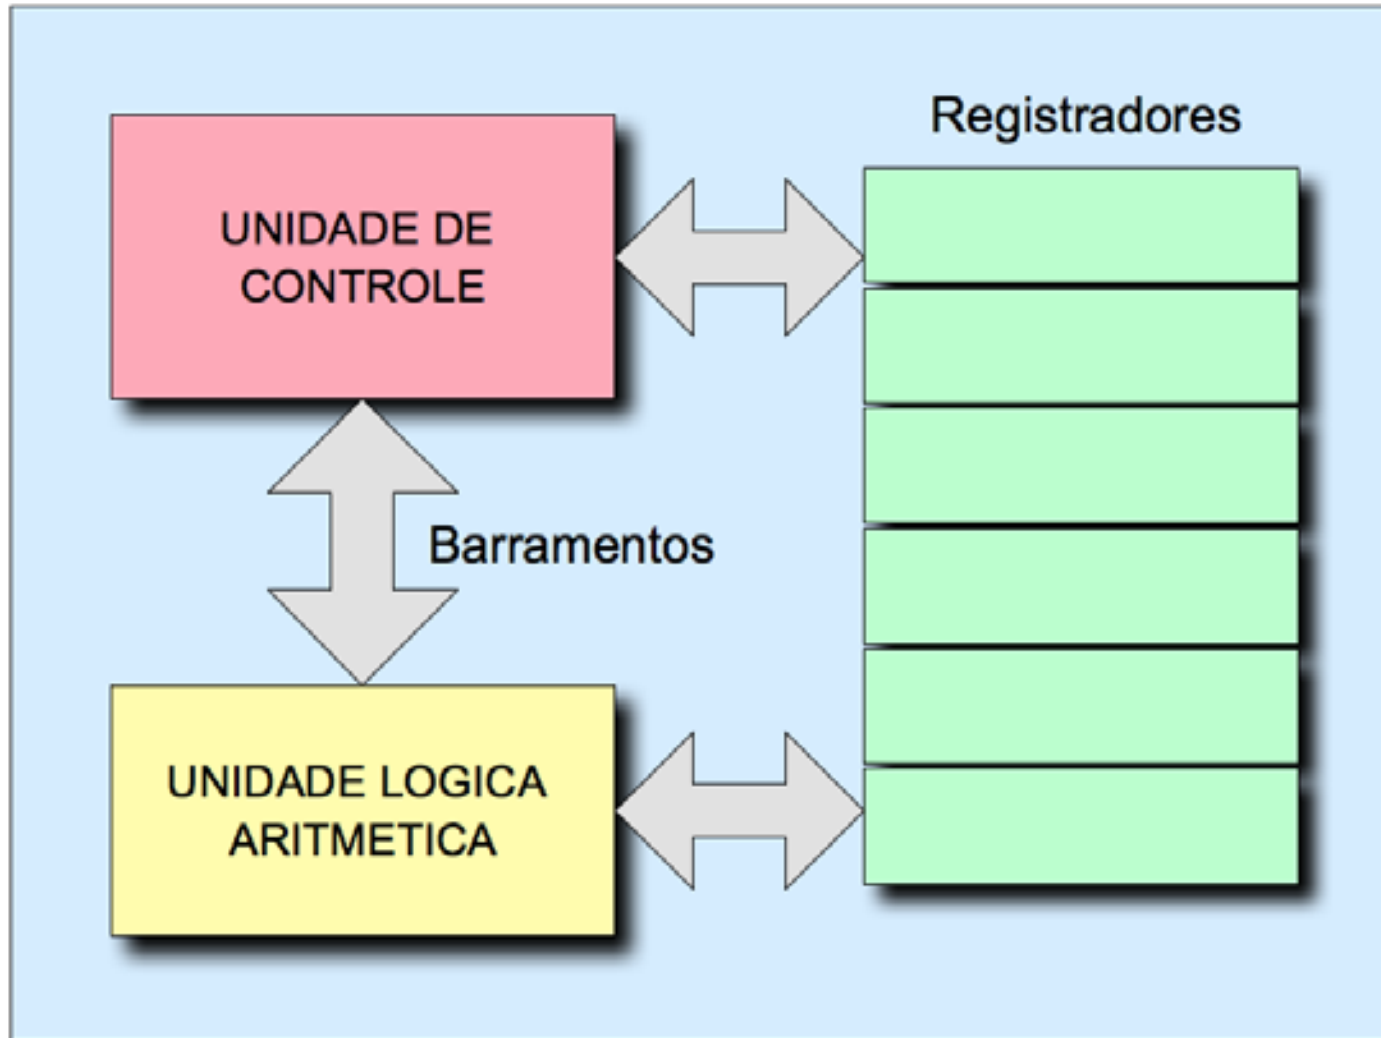 UNIDADE DE
CONTROLE
Registradores
Barramentos
UNIDADE LOGICA
ARITMETICA